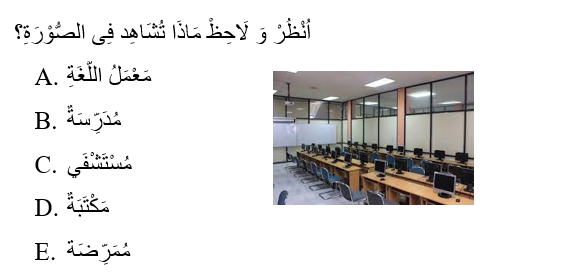 اُنْظُرْ وَ لَاحِظْ مَاذَا تُشَاهِد فِى الصُّوْرَةِ؟
A. مَعْمَلُ اللّغَةِ
B. مُدَرِّسَةٌ
C. مُسْتَشْفَي
D. مَكْتَبَةٌ
E. مُمَرِّضَة